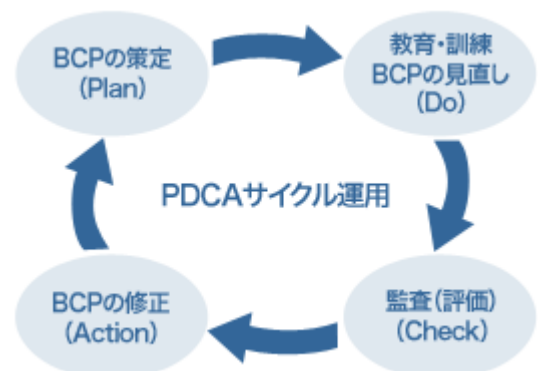 BCPの策定
(Plan)
教育・訓練
BCPの見直し
(Do)
PDCAサイクル運用
BCPの修正
(Action)
監査(評価)
(Check)